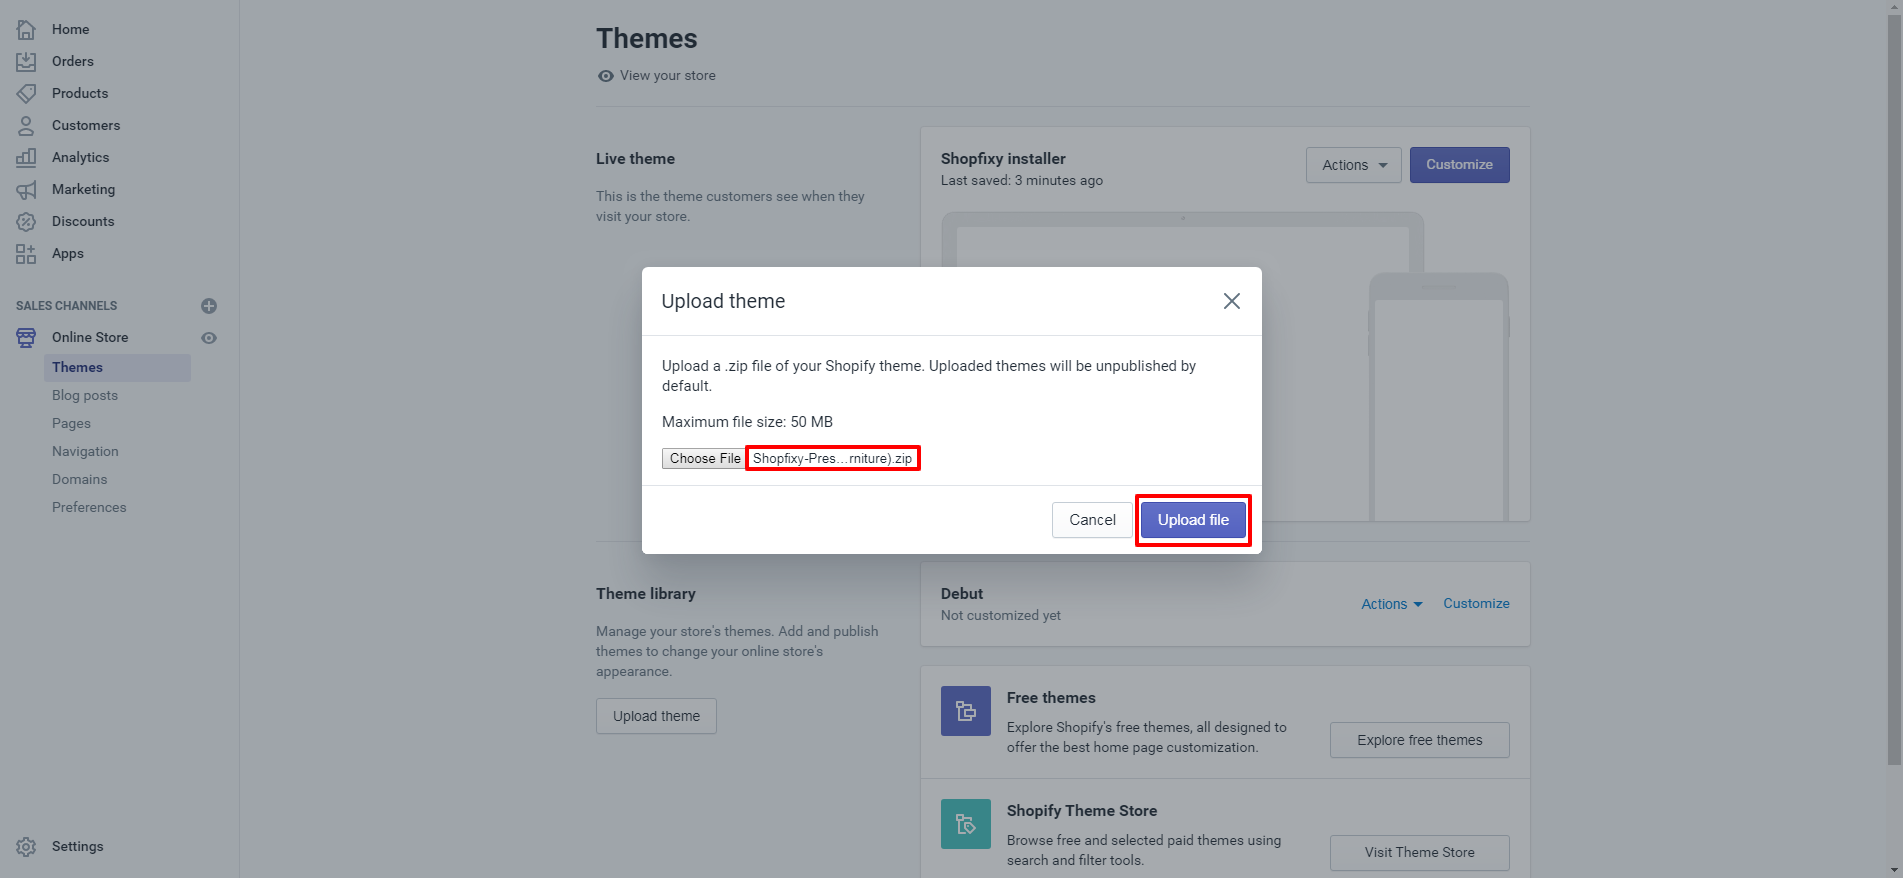 Home
Orders
Products
Customers
Analytics
Marketing
Discounts
Apps
SALES CHANNELS
Online Store
Themes
Blog posts
Pages
Navigation
Domains
Preferences
Settings
Themes
View your store
Live theme
This is the theme customers see when they
visit your store.
Shopfixy installer
Last saved: 3 minutes ago
Actions
Customize
Upload theme
Upload a .zip file of your Shopify theme. Uploaded themes will be unpublished by
default.
Maximum file size: 50 MB
Choose File Shopfixy-Pres...rniture).zip
Cancel
Upload file
Theme library
Manage your store's themes. Add and publish
themes to change your online store's
appearance.
Upload theme
Debut
Not customized yet
Actions
Customize
Free themes
Explore Shopify's free themes, all designed to
offer the best home page customization.
Explore free themes
Shopify Theme Store
Browse free and selected paid themes using
search and filter tools.
Visit Theme Store